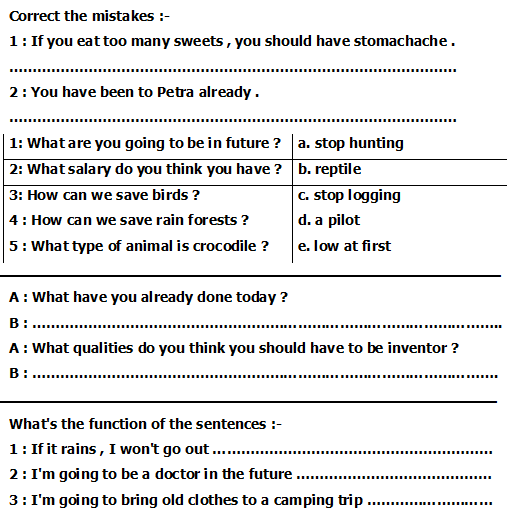 Correct the mistakes :-
1 : If you eat too many sweets , you should have stomachache .
................................................................................................
2 : You have been to Petra already .
................................................................................................
1: What are you going to be in future ? a. stop hunting
2: What salary do you think you have ? b. reptile
3: How can we save birds ? c. stop logging
4 : How can we save rain forests ? d. a pilot
5 : What type of animal is crocodile ? e. low at first
A : What have you already done today ?
B : ....................................................................................................
A : What qualities do you think you should have to be inventor ?
B : ...................................................................................................
What's the function of the sentences :-
1 : If it rains , I won't go out ............................................................
2 : I'm going to be a doctor in the future ..........................................
3 : I'm going to bring old clothes to a camping trip ...........................